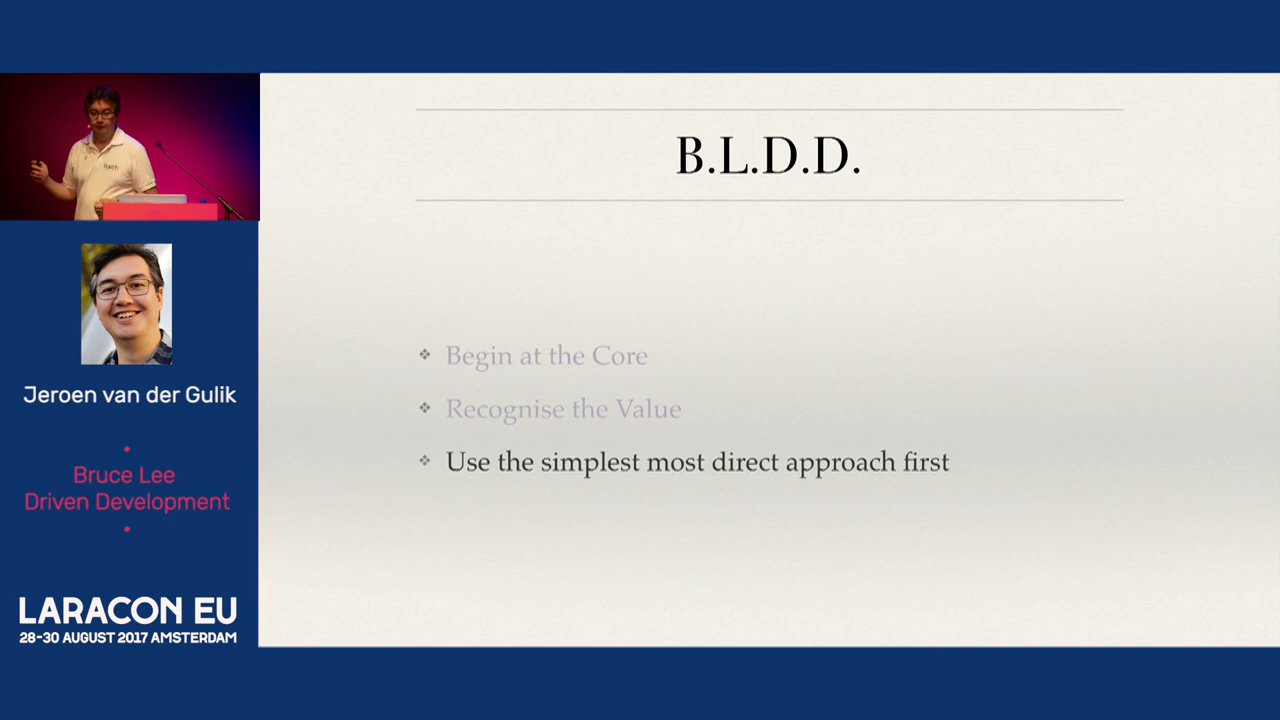 B.L.D.D.
Begin at the Core
Recognise the Value
Use the simplest most direct approach first
Jeroen van der Gulik
Bruce Lee
Driven Development
LARACON EU
28-30 AUGUST 2017 AMSTERDAM